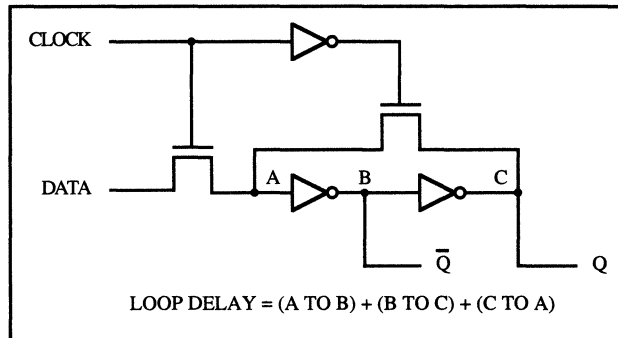 CLOCK
DATA
A
B
C
Q̅
Q
LOOP DELAY = (A TO B) + (B TO C) + (C TO A)